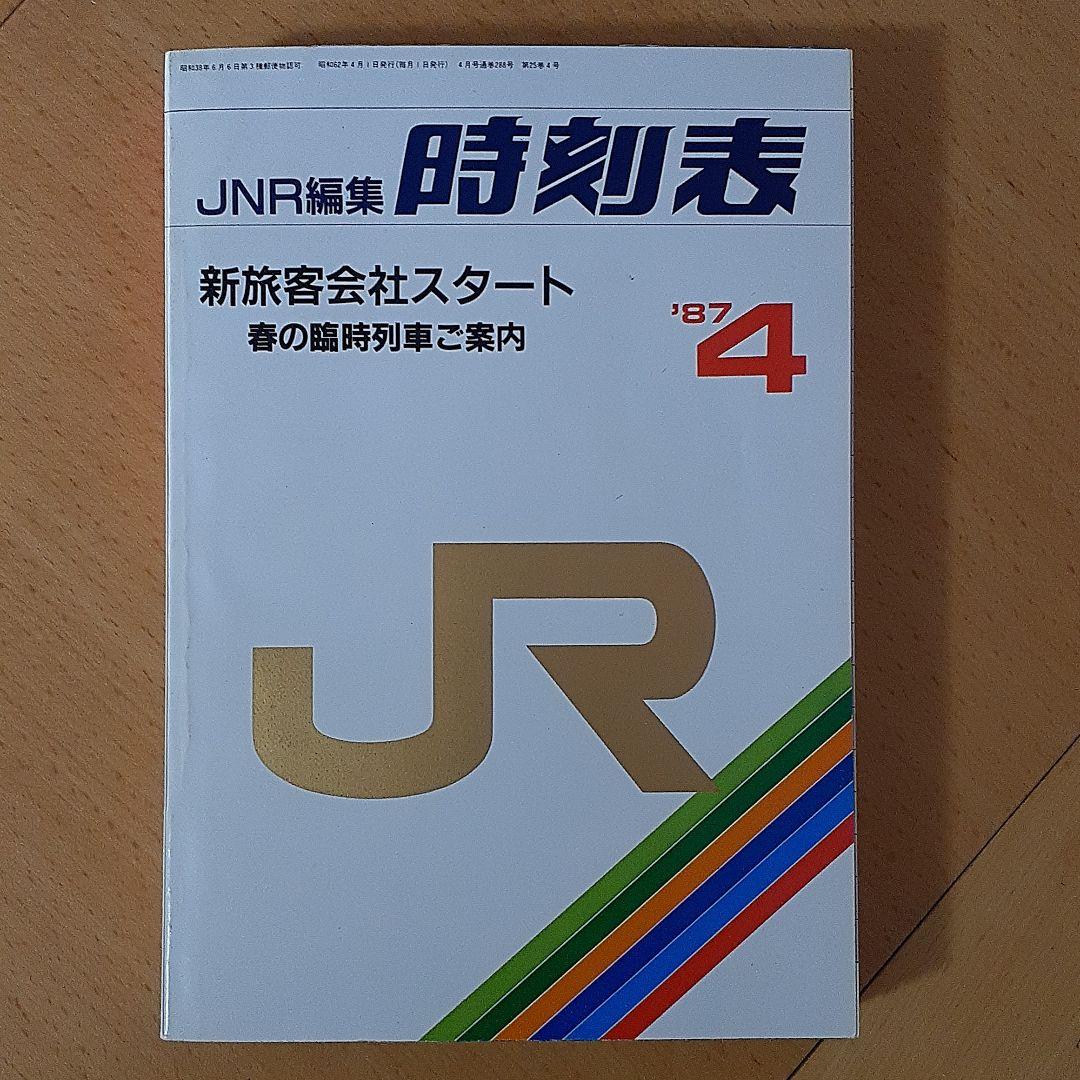 昭和38年6月6日第3種郵便物認可 昭和62年4月1日発行(毎月1日発行) 4月号通巻288号 第25巻4号
JNR編集 時刻表
新旅客会社スタート
春の臨時列車ご案内
'87 4
JR